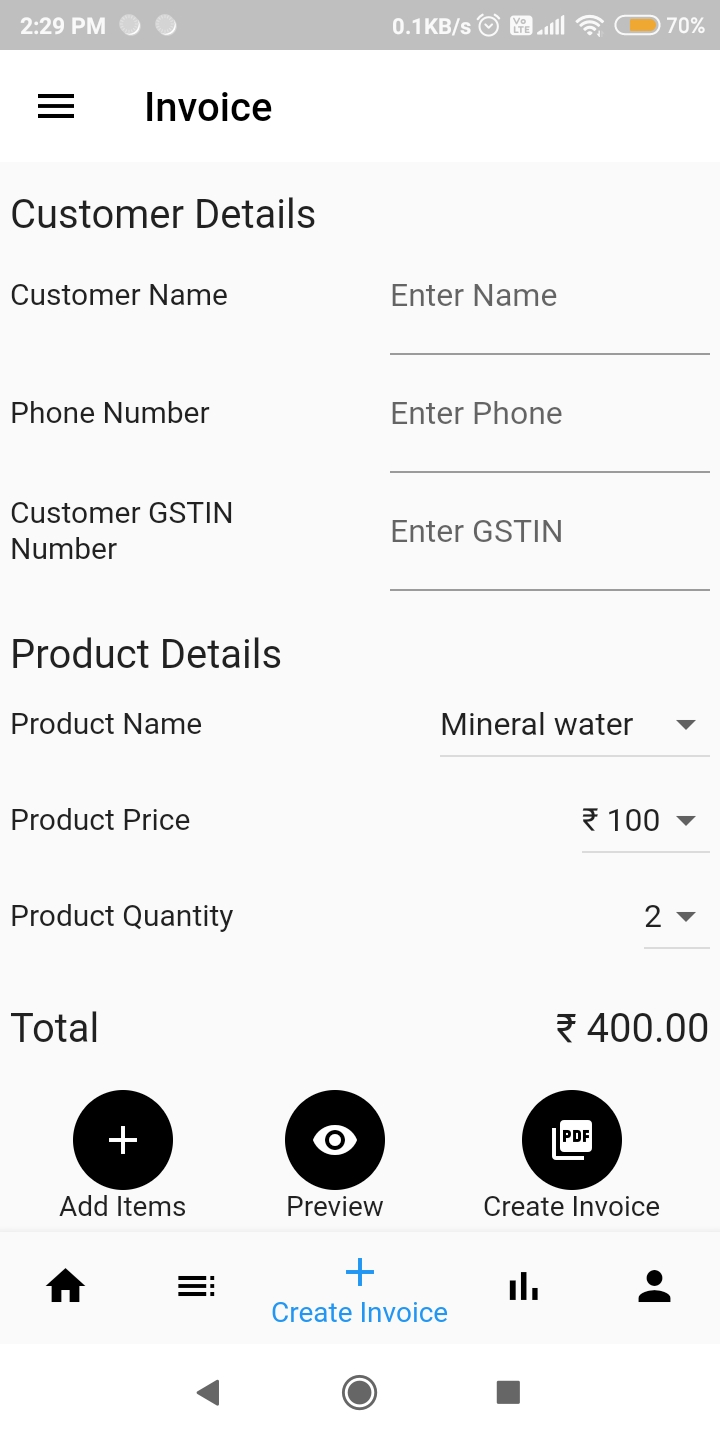 2:29 PM
0.1KB/s Vo LTE 70%
Invoice
Customer Details
Customer Name
Enter Name
Phone Number
Enter Phone
Customer GSTIN
Number
Enter GSTIN
Product Details
Product Name
Mineral water
Product Price
₹ 100
Product Quantity
2
Total
₹ 400.00
PDF
Add Items
Preview
Create Invoice
Create Invoice